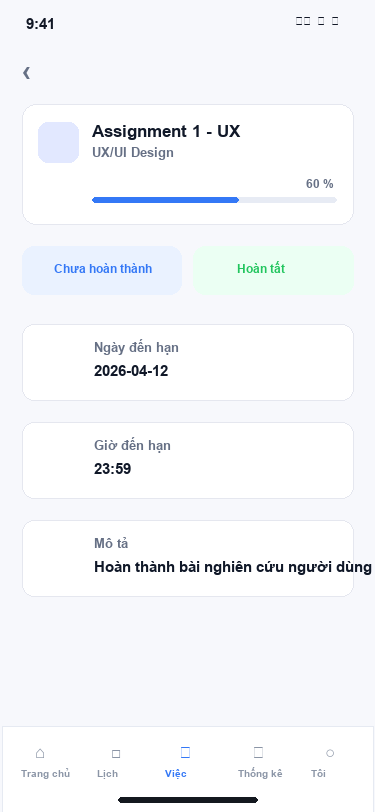 9:41
Assignment 1 - UX
UX/UI Design
60 %
Chưa hoàn thành
Hoàn tất
Ngày đến hạn
2026-04-12
Giờ đến hạn
23:59
Mô tả
Hoàn thành bài nghiên cứu người dùng
Trang chủ
Lịch
Việc
Thống kê
Tôi